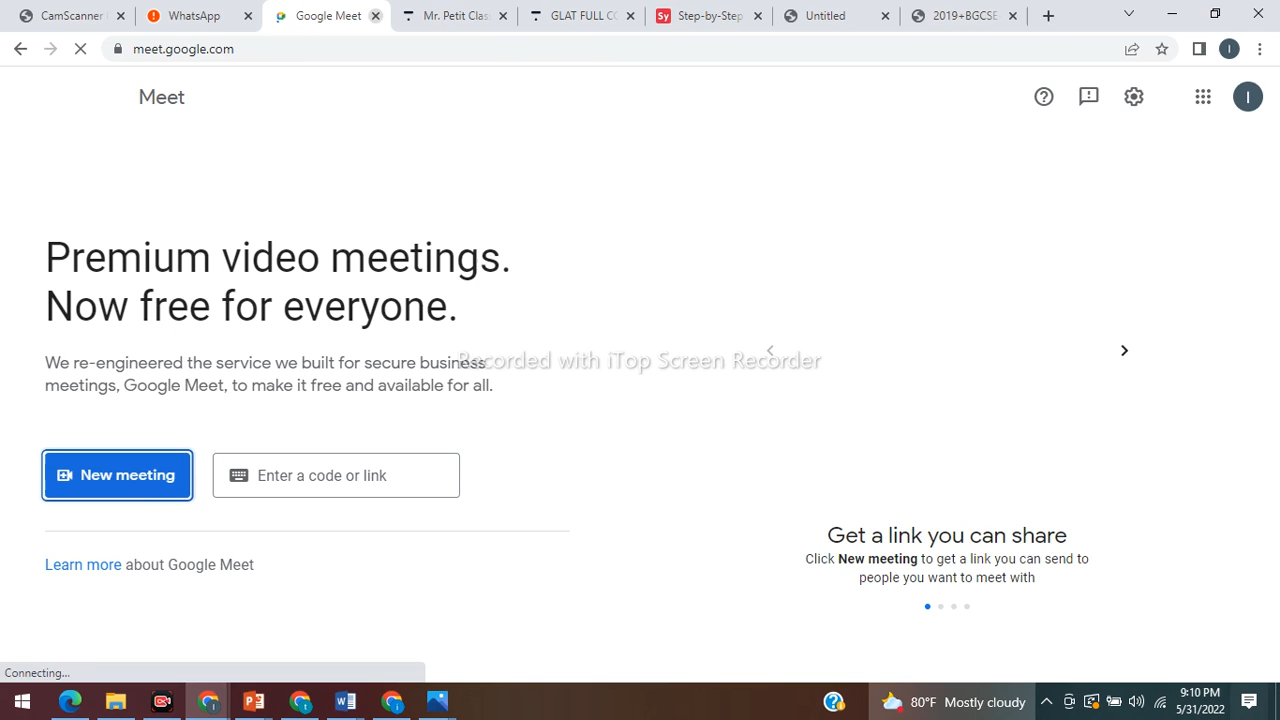 CamScanner
WhatsApp
Google Meet
Mr. Petit Clas
GLAT FULL CO
Sy
Step-by-Step
Untitled
2019+BGCSE
meet.google.com
I
Meet
I
Premium video meetings.
Now free for everyone.
We re-engineered the service we built for secure business
meetings, Google Meet, to make it free and available for all.
Recorded with iTop Screen Recorder
New meeting
Enter a code or link
Get a link you can share
Click New meeting to get a link you can send to
people you want to meet with
Learn more about Google Meet
Connecting...
80°F Mostly cloudy
9:10 PM
5/31/2022